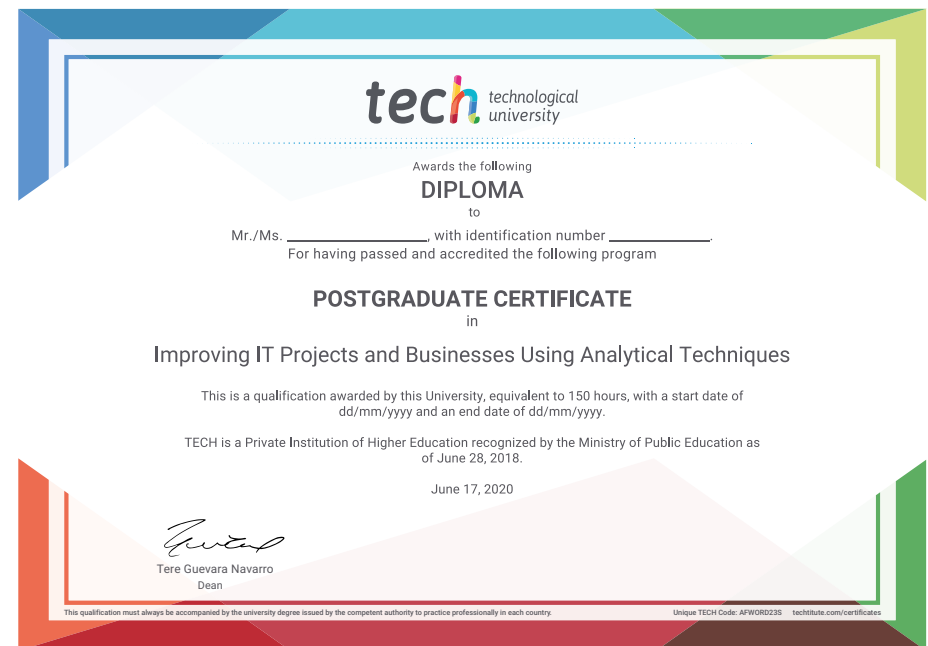 tech technological
university
Awards the following
DIPLOMA
to
Mr./Ms. ____________________, with identification number ______________.
For having passed and accredited the following program
POSTGRADUATE CERTIFICATE
in
Improving IT Projects and Businesses Using Analytical Techniques
This is a qualification awarded by this University, equivalent to 150 hours, with a start date of
dd/mm/yyyy and an end date of dd/mm/yyyy.
TECH is a Private Institution of Higher Education recognized by the Ministry of Public Education as
of June 28, 2018.
June 17, 2020
Tere Guevara Navarro
Dean
This qualification must always be accompanied by the university degree issued by the competent authority to practice professionally in each country. Unique TECH Code: AFWORD23S techtitute.com/certificates